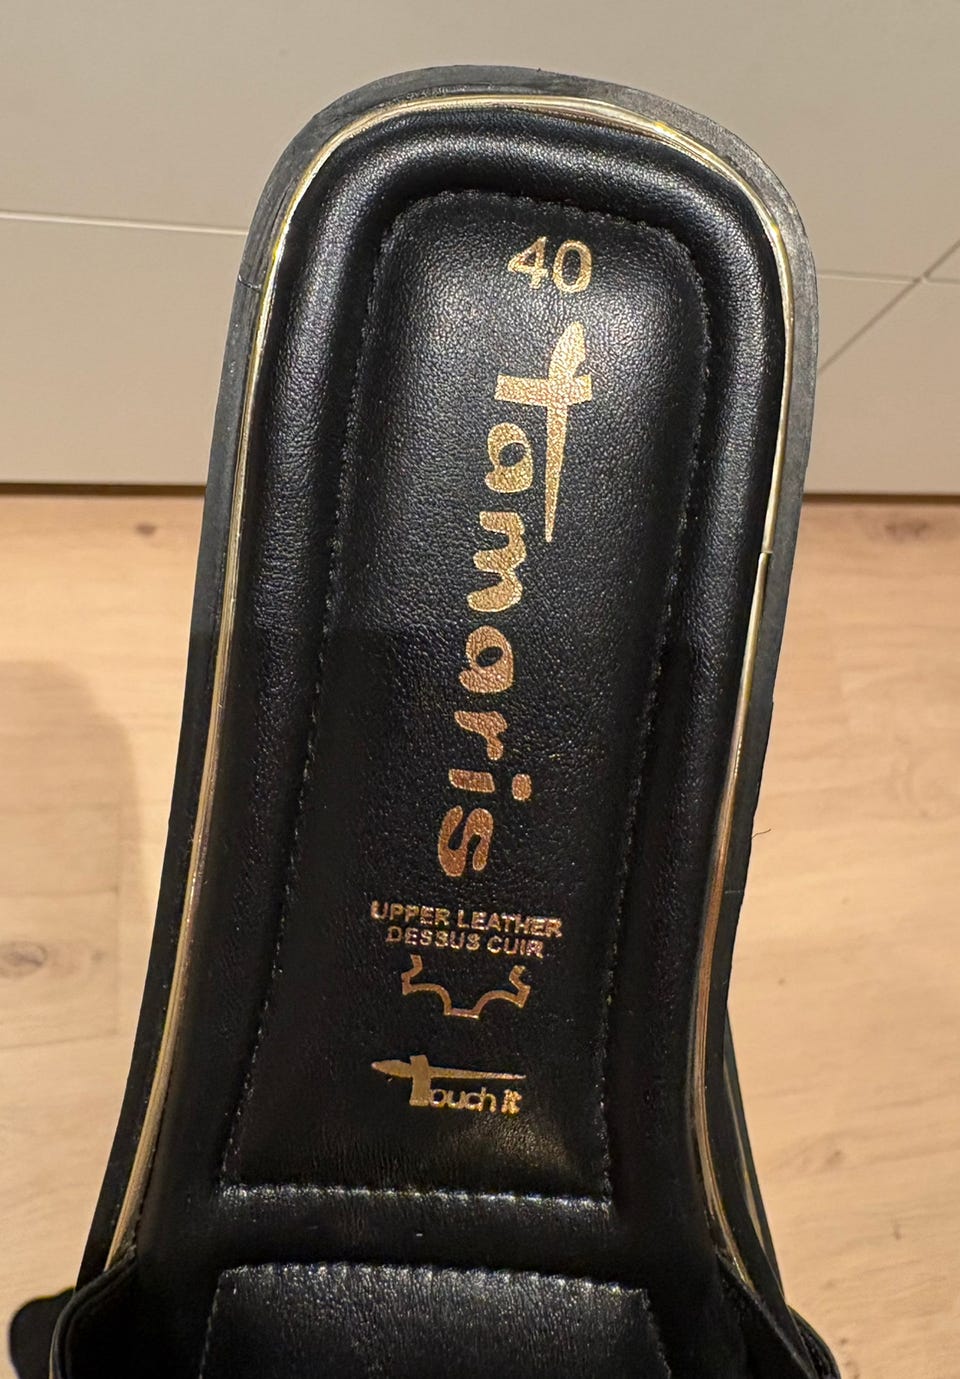 40
tamaris
UPPER LEATHER
DESSUS CUIR
Touch it